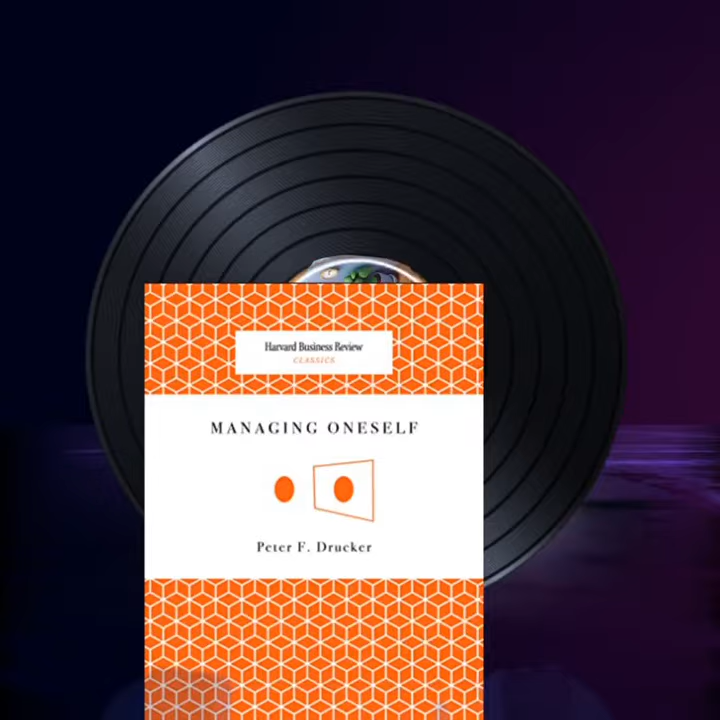 Harvard Business Review
CLASSICS
MANAGING ONESELF
Peter F. Drucker